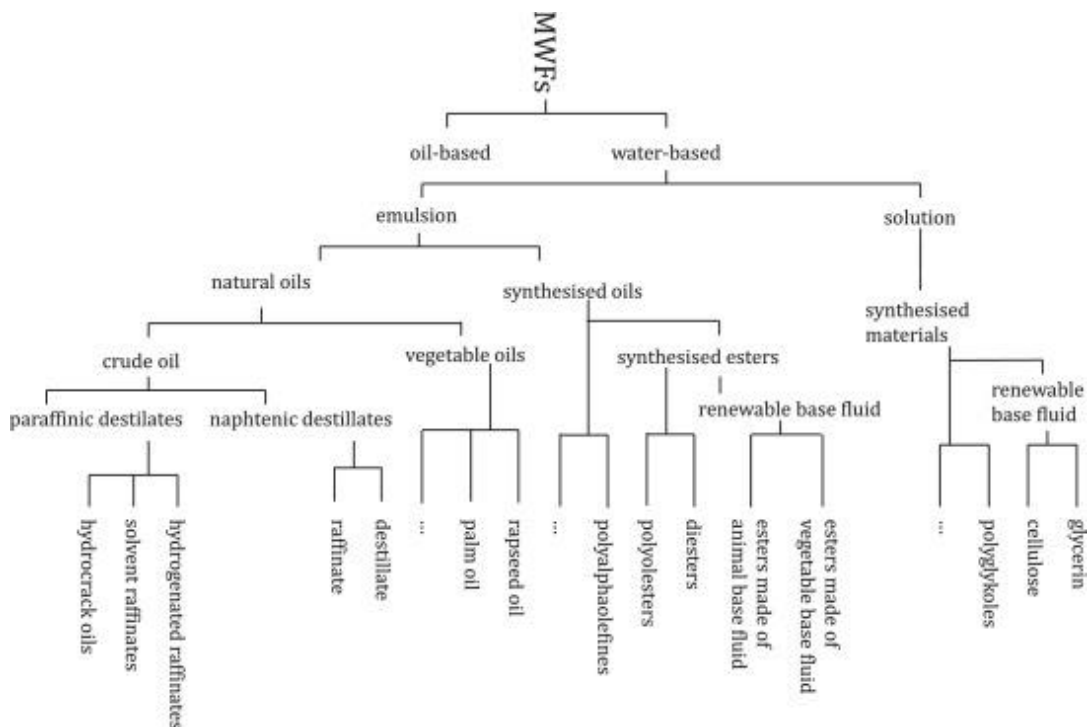 MWFs
oil-based
water-based
emulsion
solution
natural oils
synthesised oils
synthesised
materials
crude oil
vegetable oils
synthesised esters
renewable
base fluid
paraffinic destilates
naphtenic destillates
renewable base fluid
hydrocrack oils
solvent raffinates
hydrogenated raffinates
raffinate
destillate
...
palm oil
rapseed oil
...
polyalphaolefines
polyolesters
diesters
esters made of
animal base fluid
esters made of
vegetable base fluid
...
polyglykoles
cellulose
glycerin